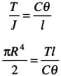 T/J = Cθ/l
πR⁴/2 = Tl/Cθ